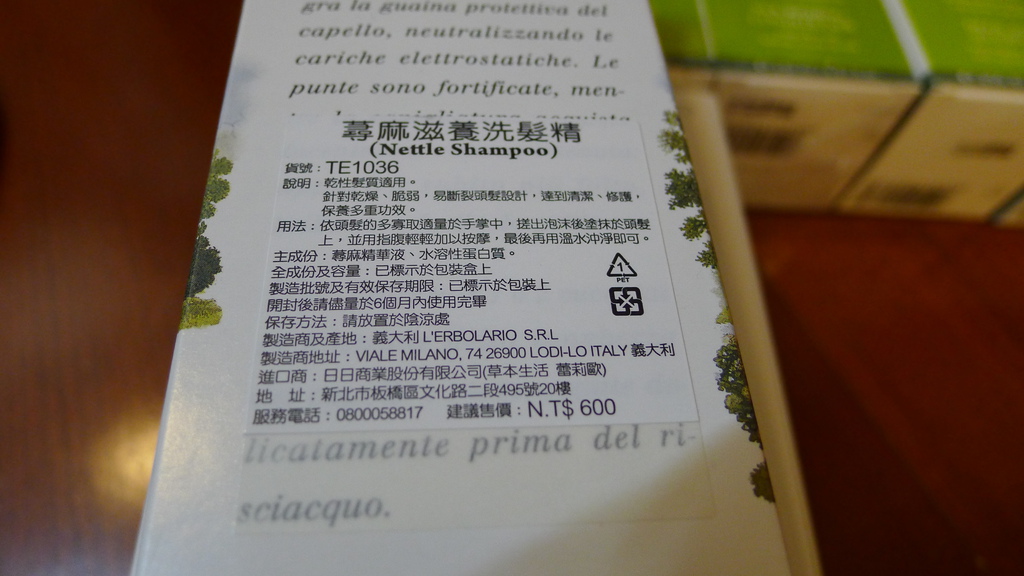 gra la guaina protettiva del
capello, neutralizzando le
cariche elettrostatiche. Le
punte sono fortificate, men-
蕁麻滋養洗髮精
(Nettle Shampoo)
貨號：TE1036
說明：乾性髮質適用。
針對乾燥、脆弱，易斷裂頭髮設計，達到清潔、修護，
保養多重功效。
用法：依頭髮的多寡取適量於手掌中，搓出泡沫後塗抹於頭髮
上，並用指腹輕輕加以按摩，最後再用溫水沖淨即可。
主成份：蕁麻精華液、水溶性蛋白質。
全成份及容量：已標示於包裝盒上
製造批號及有效保存期限：已標示於包裝上
開封後請儘量於6個月內使用完畢
保存方法：請放置於陰涼處
製造商及產地：義大利 L'ERBOLARIO S.R.L
製造商地址：VIALE MILANO, 74 26900 LODI-LO ITALY 義大利
進口商：日日商業股份有限公司(草本生活 蕾莉歐)
地 址：新北市板橋區文化路二段495號20樓
服務電話：0800058817 建議售價：N.T$ 600
1
PET
licatamente prima del ri-
sciacquo.